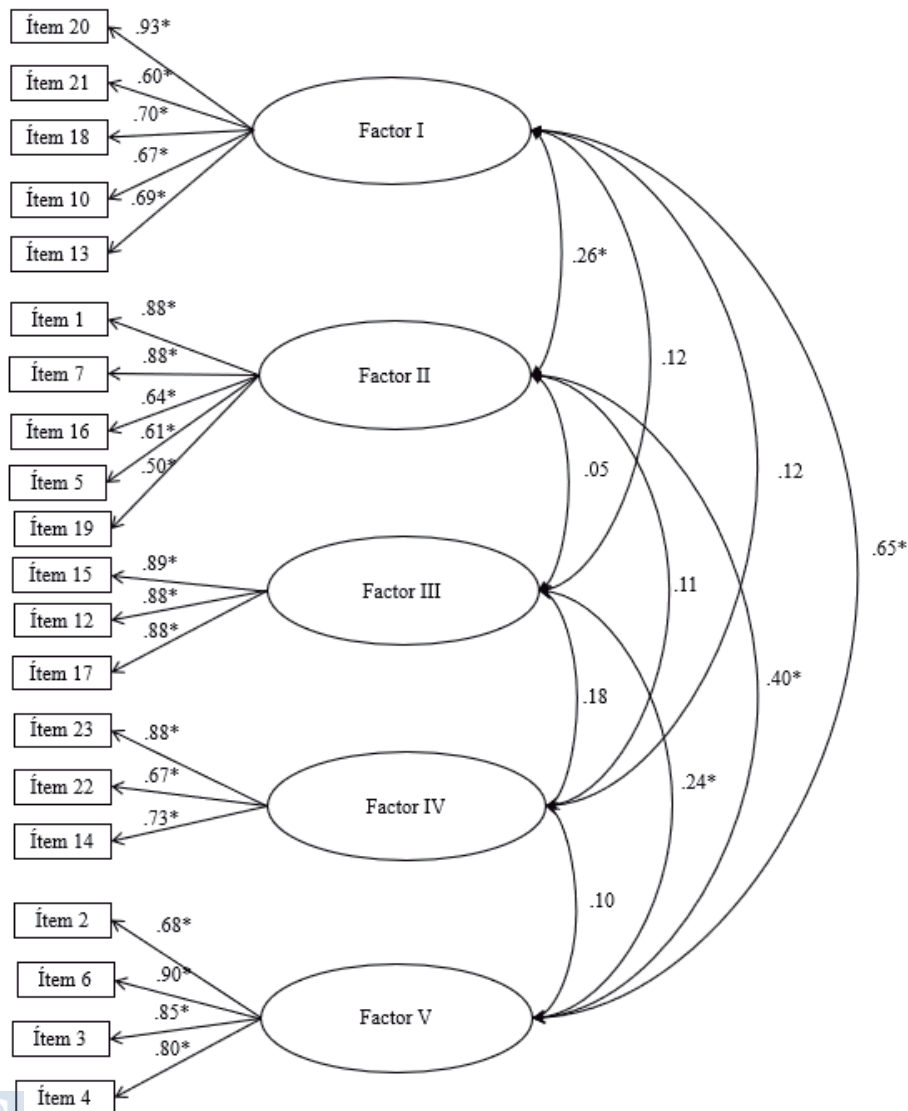 Ítem 20
.93*
Ítem 21
.60*
Ítem 18
.70*
Ítem 10
.67*
Ítem 13
.69*
Factor I
Ítem 1
.88*
Ítem 7
.88*
Ítem 16
.64*
Ítem 5
.61*
Ítem 19
.50*
Factor II
Ítem 15
.89*
Ítem 12
.88*
Ítem 17
.88*
Factor III
Ítem 23
.88*
Ítem 22
.67*
Ítem 14
.73*
Factor IV
Ítem 2
.68*
Ítem 6
.90*
Ítem 3
.85*
Ítem 4
.80*
Factor V
.26*
.12
.12
.65*
.05
.11
.40*
.18
.24*
.10